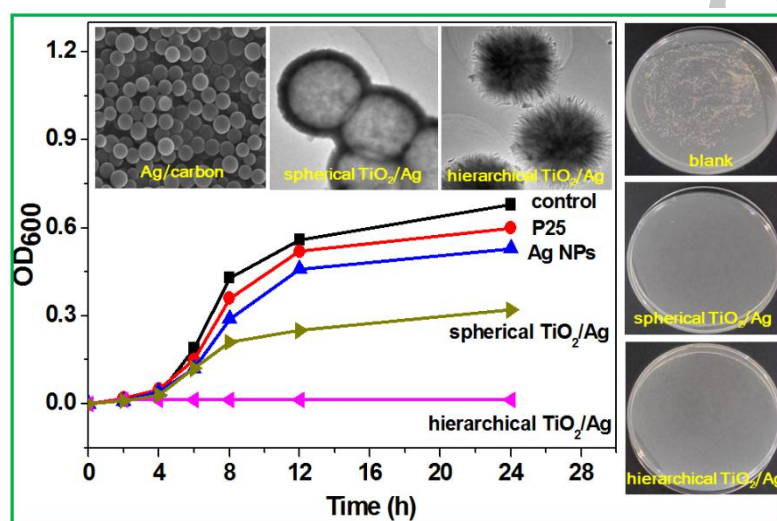 1.2
0.9
0.6
0.3
0.0
OD600
0 4 8 12 16 20 24 28
Time (h)
Ag/carbon
spherical TiO2/Ag
hierarchical TiO2/Ag
control
P25
Ag NPs
spherical TiO2/Ag
hierarchical TiO2/Ag
blank
spherical TiO2/Ag
hierarchical TiO2/Ag